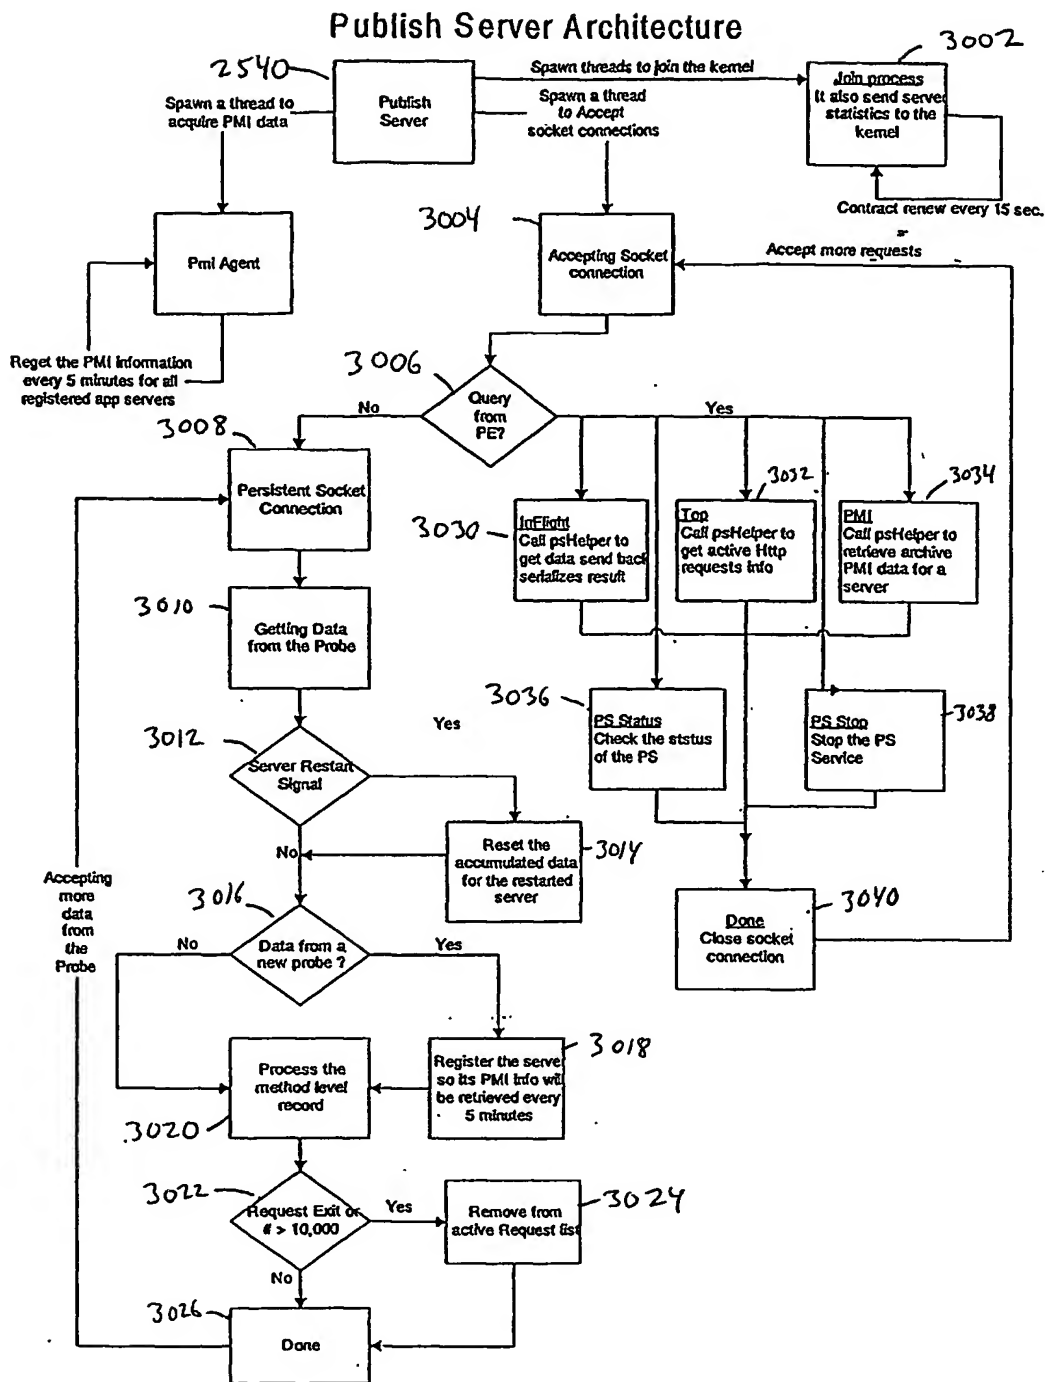 Publish Server Architecture
2540
3002
Publish
Server
Spawn threads to join the kernel
Spawn a thread to
acquire PMI data
Spawn a thread
to Accept
socket connections
Join process
It also send server
statistics to the
kernel
Contract renew every 15 sec.
3004
Accepting Socket
connection
Accept more requests
Pmi Agent
Reget the PMI information
every 5 minutes for all
registered app servers
3006
Query
from
PE?
No
Yes
3008
Persistent Socket
Connection
3030
InFlight
Call psHelper to
get data send back
serializes result
3032
Top
Call psHelper to
get active Http
requests info
3034
PMI
Call psHelper to
retrieve archive
PMI data for a
server
3010
Getting Data
from the Probe
3036
PS Status
Check the ststus
of the PS
3038
PS Stop
Stop the PS
Service
3012
Server Restart
Signal
Yes
No
3014
Reset the
accumulated data
for the restarted
server
Accepting
more
data
from
the
Probe
3016
Data from a
new probe ?
No
Yes
3040
Done
Close socket
connection
3018
Register the serve
so its PMI Info will
be retrieved every
5 minutes
Process the
method level
record
3020
3022
Request Exit or
# > 10,000
Yes
No
3024
Remove from
active Request list
3026
Done